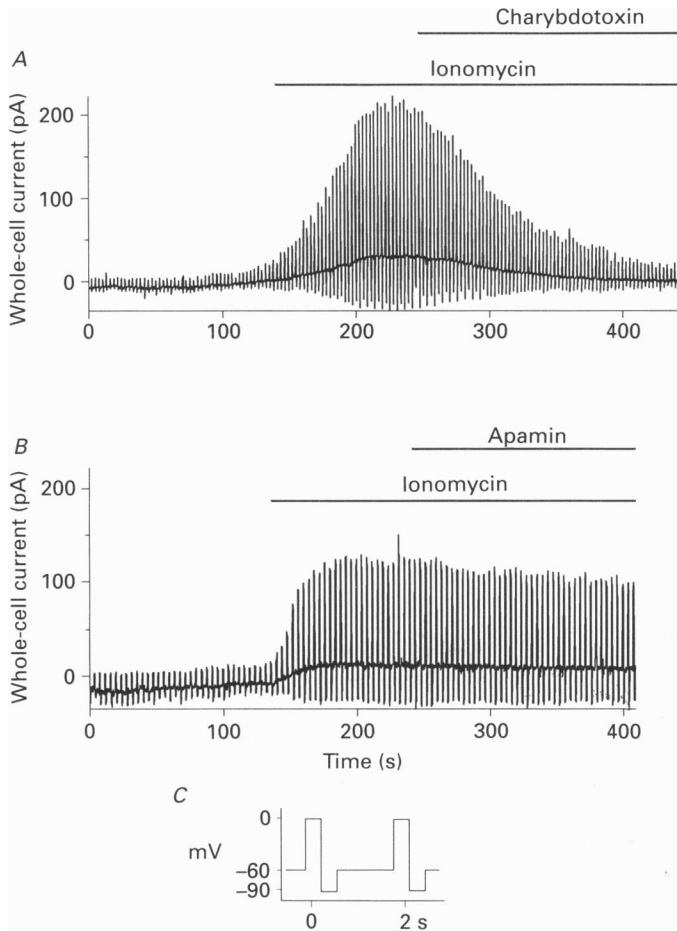 Charybdotoxin
A
Ionomycin
Whole-cell current (pA)
200
100
0
0 100 200 300 400
B
Apamin
Ionomycin
Whole-cell current (pA)
200
100
0
0 100 200 300 400
Time (s)
C
0
mV
−60
−90
0 2 s